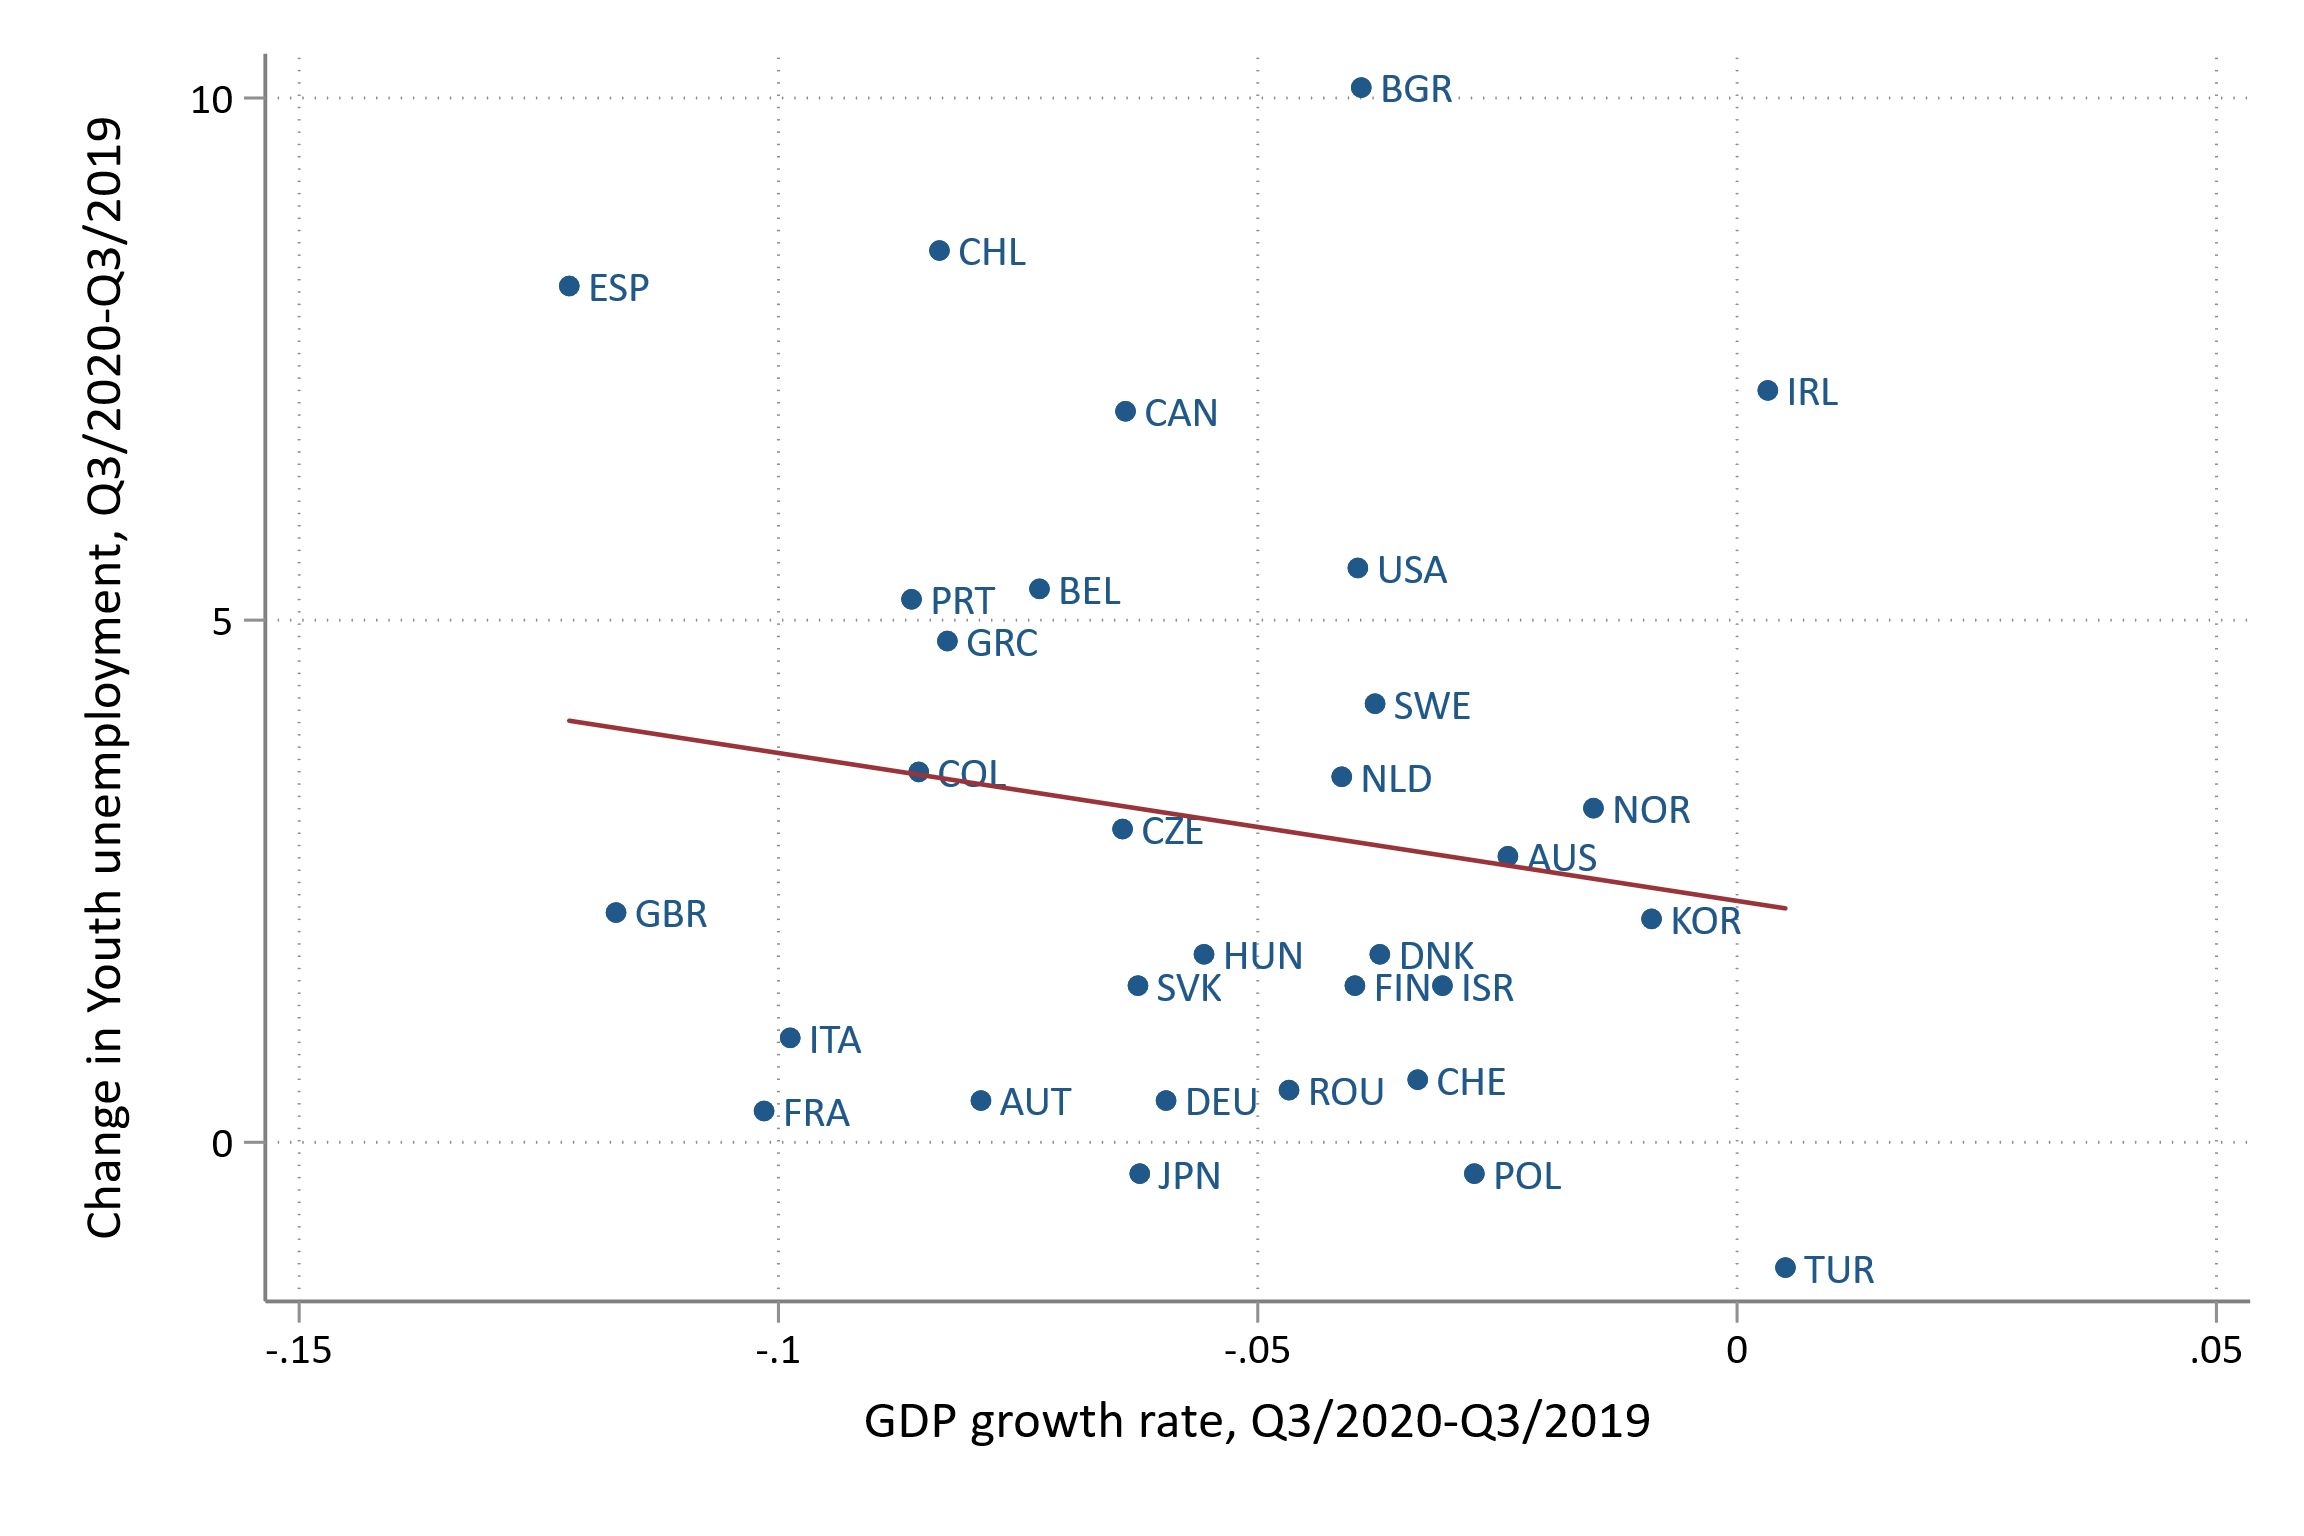 Change in Youth unemployment, Q3/2020-Q3/2019
10
5
0
BGR
CHL
ESP
IRL
CAN
USA
BEL
PRT
GRC
SWE
COL
NLD
NOR
CZE
AUS
GBR
KOR
HUN
DNK
SVK
FIN
ISR
ITA
CHE
ROU
AUT
DEU
FRA
JPN
POL
TUR
-.15
-.1
-.05
0
.05
GDP growth rate, Q3/2020-Q3/2019